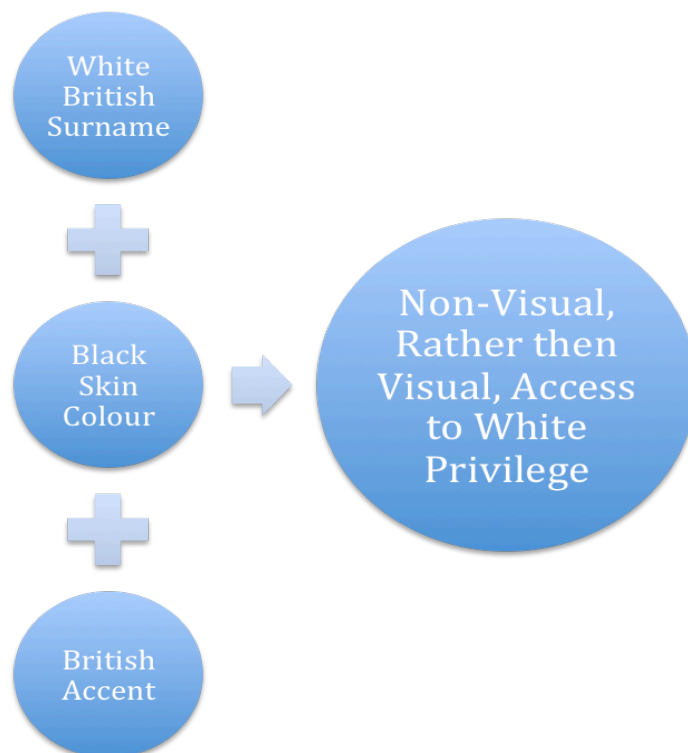 White
British
Surname
Black
Skin
Colour
British
Accent
Non-Visual,
Rather then
Visual, Access
to White
Privilege